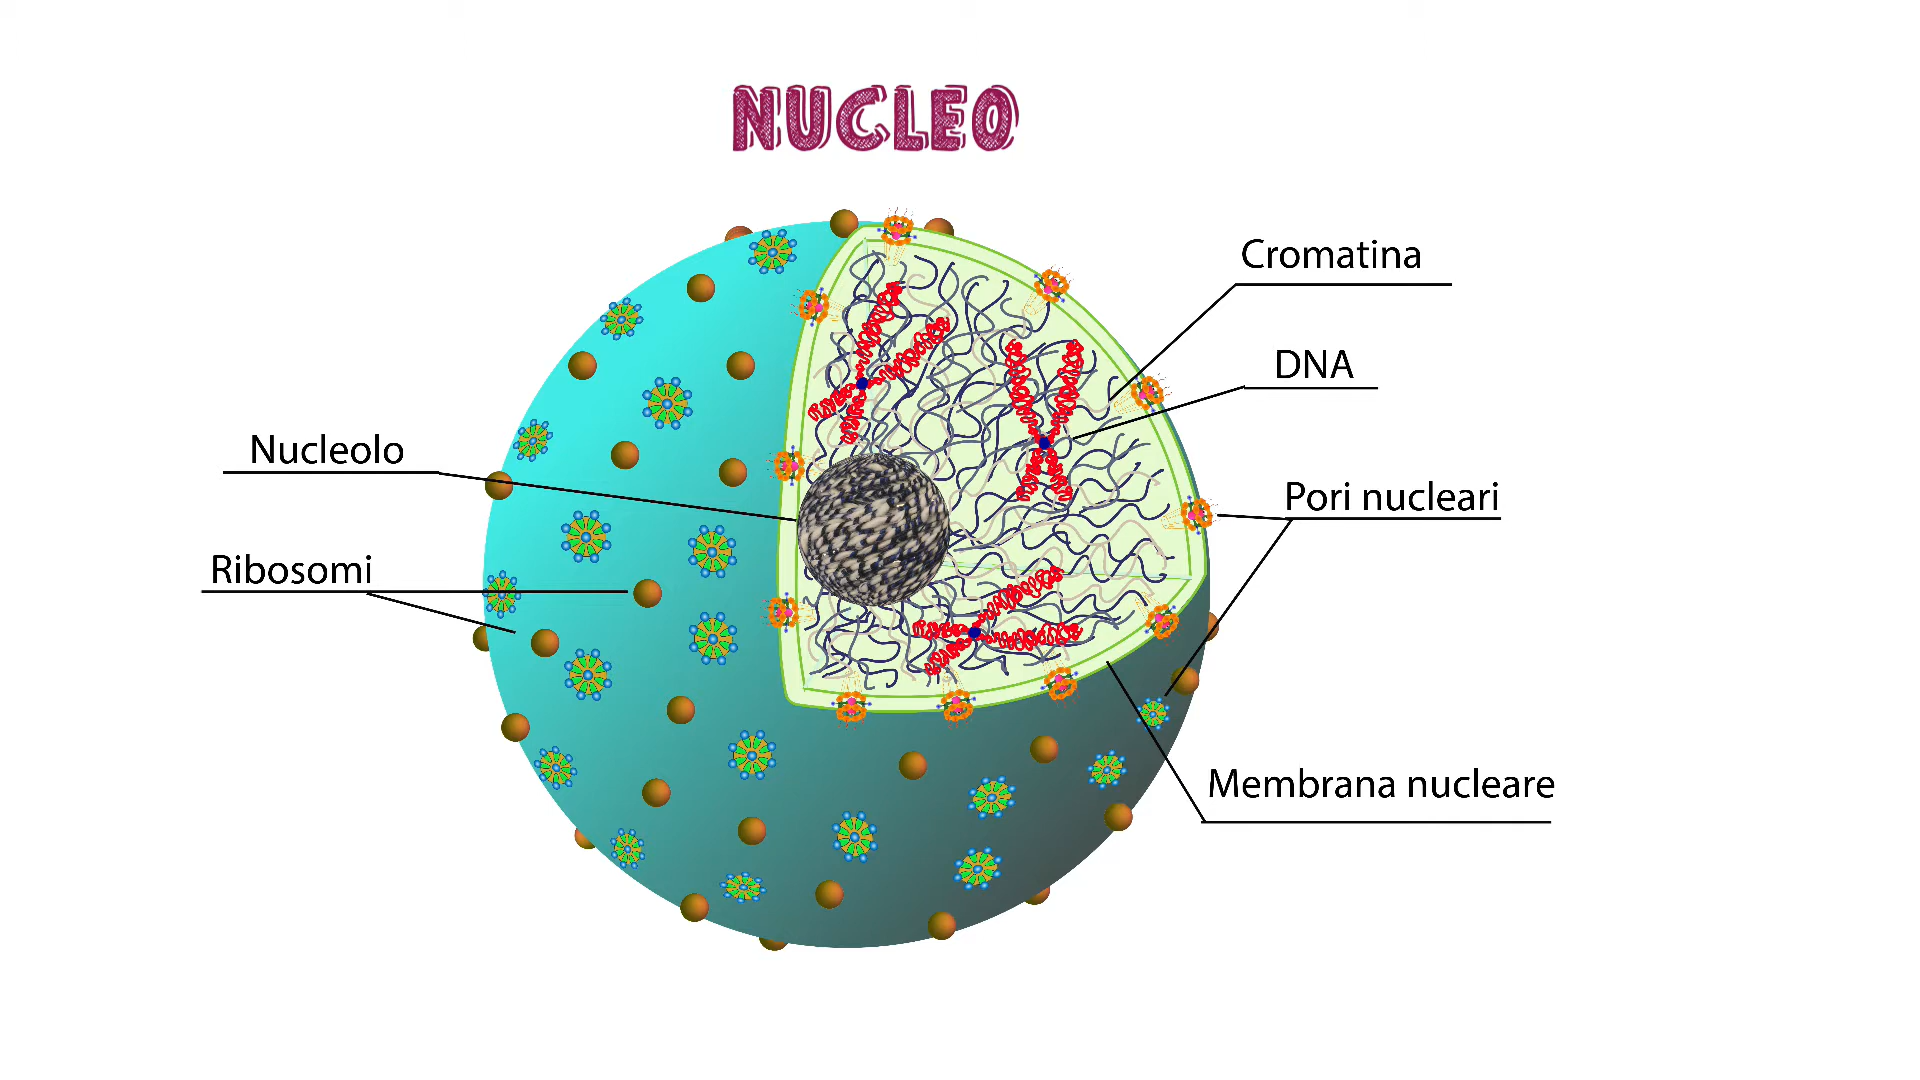 NUCLEO
Cromatina
DNA
Nucleolo
Pori nucleari
Ribosomi
Membrana nucleare